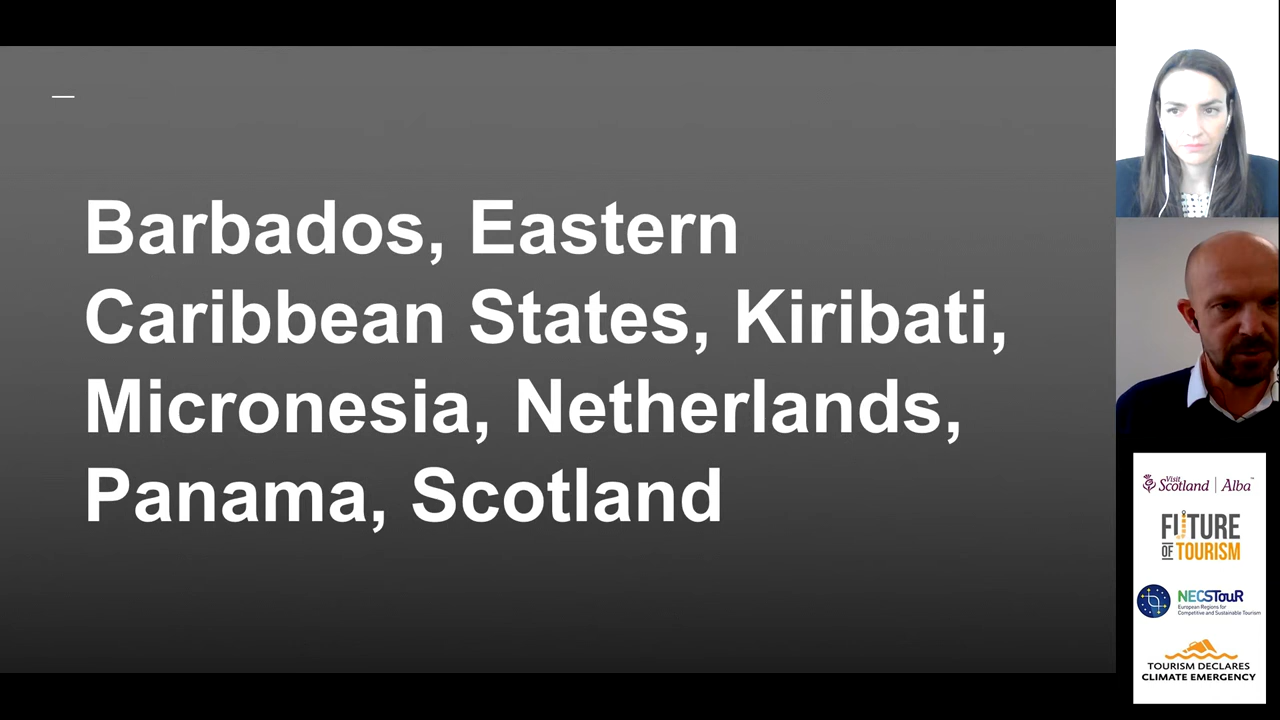 Barbados, Eastern
Caribbean States, Kiribati,
Micronesia, Netherlands,
Panama, Scotland
Visit
Scotland | Alba™
FUTURE
OF TOURISM
NECSTouR
European Regions for
Competitive and Sustainable Tourism
TOURISM DECLARES
CLIMATE EMERGENCY